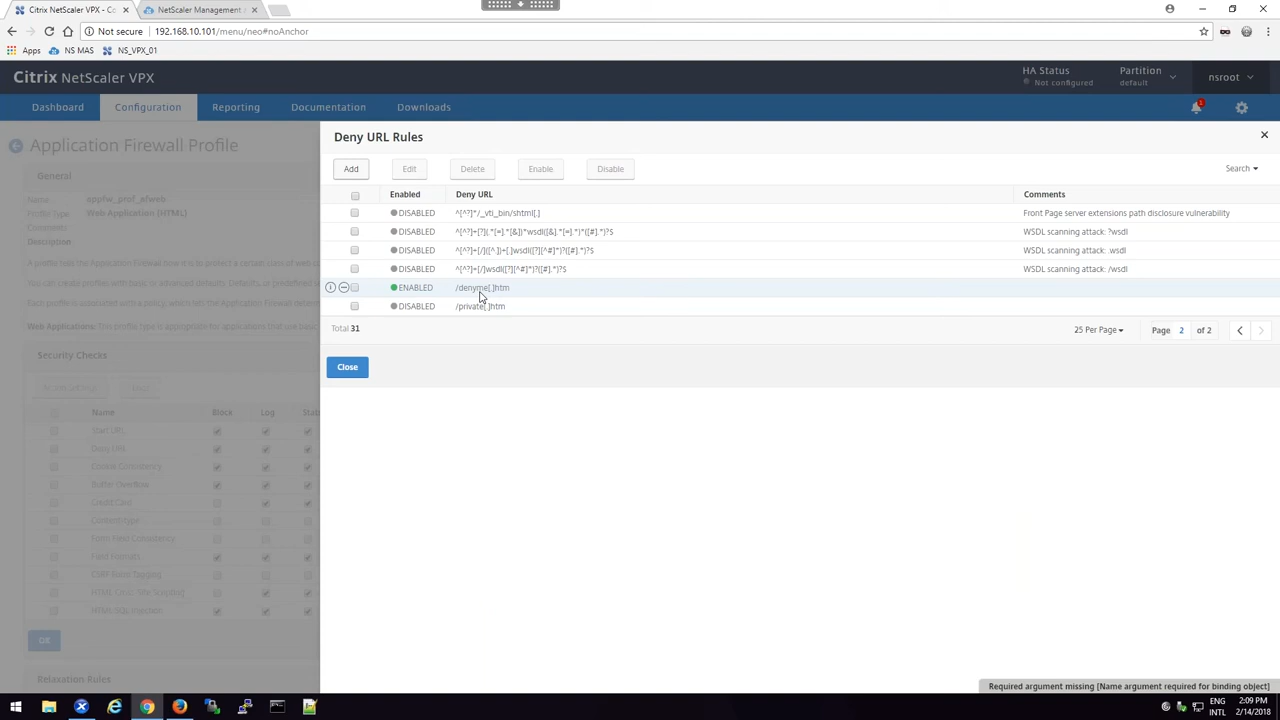 Citrix NetScaler VPX - Co
NetScaler Management
Not secure 192.168.10.101/menu/neo#noAnchor
Apps NS MAS NS_VPX_01
Citrix NetScaler VPX
HA Status
Not configured
Partition
default
nsroot
Dashboard Configuration Reporting Documentation Downloads
1
Application Firewall Profile
Deny URL Rules
General
Add Edit Delete Enable Disable
Search
Enabled Deny URL Comments
Profile Type Web Application (HTML)
Comments
Description
DISABLED ^[^?]*/_vti_bin/shtml[.] Front Page server extensions path disclosure vulnerability
DISABLED ^[^?]+[?](.*[=].*[&])*wsdl([&].*[=].*)*([#].*)?$ WSDL scanning attack: ?wsdl
DISABLED ^[^?]+[/]([^.])+[.]wsdl([?][^#]*)?([#].*)?$ WSDL scanning attack: .wsdl
DISABLED ^[^?]+[/]wsdl([?][^#]*)?([#].*)?$ WSDL scanning attack: /wsdl
ENABLED /denyme[.]htm
DISABLED /private[.]htm
Total 31
25 Per Page Page 2 of 2
Close
Security Checks
Name Block Log
Start URL
Deny URL
Cookie Consistency
Buffer Overflow
Credit Card
Content-type
Form Field Consistency
Field Formats
CSRF Form Tagging
HTML SQL Injection
OK
Relaxation Rules
Required argument missing [Name argument required for binding object]
ENG
INTL
2:09 PM
2/14/2018